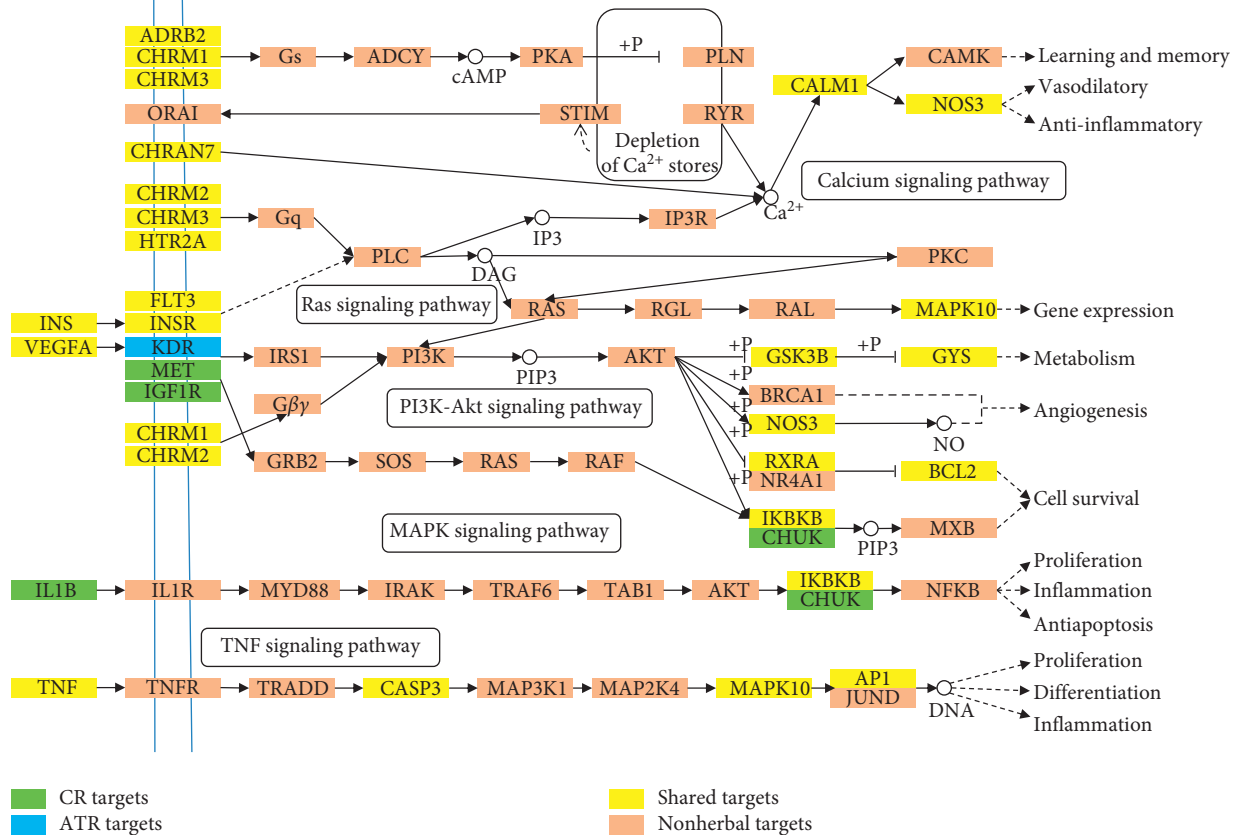 ADRB2
CHRM1
CHRM3
Gs
ADCY
cAMP
PKA
+P
PLN
CAMK
Learning and memory
CALM1
NOS3
Vasodilatory
Anti-inflammatory
ORAI
STIM
RYR
Depletion
of Ca²⁺ stores
CHRAN7
Calcium signaling pathway
Ca²⁺
CHRM2
CHRM3
HTR2A
Gq
IP3
IP3R
PLC
DAG
PKC
Ras signaling pathway
FLT3
INS
INSR
RAS
RGL
RAL
MAPK10
Gene expression
VEGFA
KDR
IRS1
PI3K
PIP3
AKT
+P
GSK3B
+P
GYS
Metabolism
MET
IGF1R
Gβγ
PI3K-Akt signaling pathway
+P
BRCA1
+P
NOS3
NO
Angiogenesis
CHRM1
CHRM2
+P
GRB2
SOS
RAS
RAF
RXRA
+P
NR4A1
BCL2
Cell survival
MAPK signaling pathway
IKBKB
CHUK
PIP3
MXB
IL1B
IL1R
MYD88
IRAK
TRAF6
TAB1
AKT
IKBKB
CHUK
NFKB
Proliferation
Inflammation
Antiapoptosis
TNF signaling pathway
TNF
TNFR
TRADD
CASP3
MAP3K1
MAP2K4
MAPK10
AP1
JUND
DNA
Proliferation
Differentiation
Inflammation
CR targets
ATR targets
Shared targets
Nonherbal targets